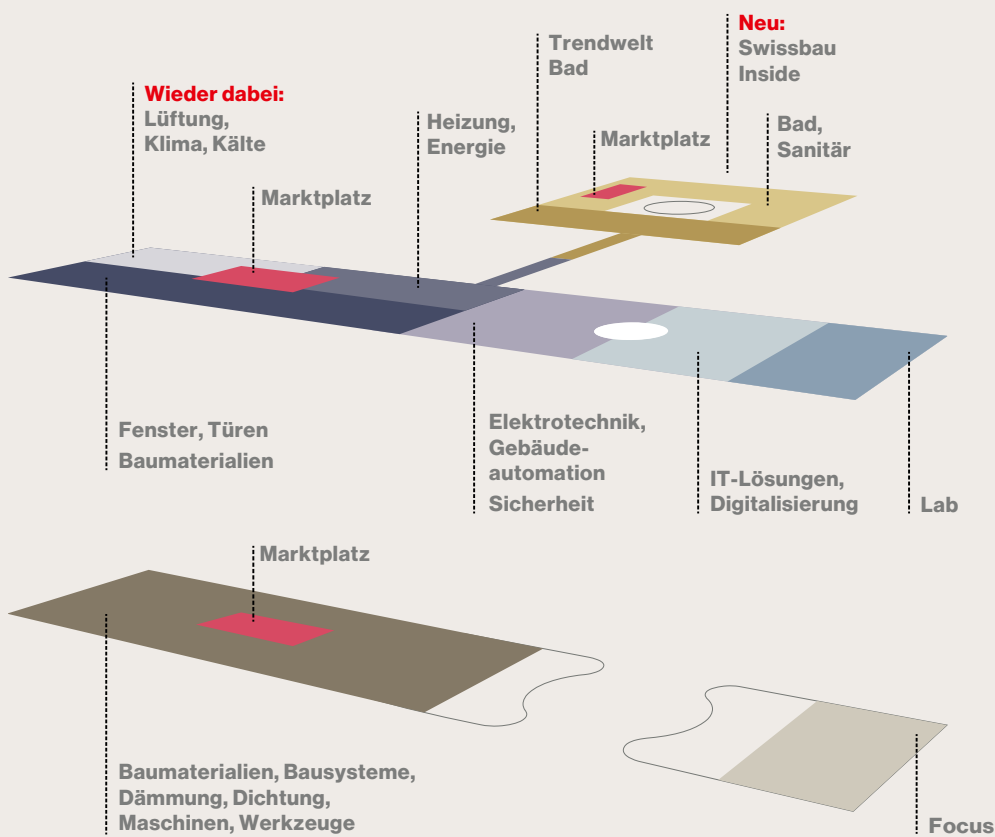 Neu:
Swissbau
Inside
Trendwelt
Bad
Wieder dabei:
Lüftung,
Klima, Kälte
Heizung,
Energie
Marktplatz
Bad,
Sanitär
Marktplatz
Fenster, Türen
Baumaterialien
Elektrotechnik,
Gebäude-
automation
Sicherheit
IT-Lösungen,
Digitalisierung
Lab
Marktplatz
Baumaterialien, Bausysteme,
Dämmung, Dichtung,
Maschinen, Werkzeuge
Focus